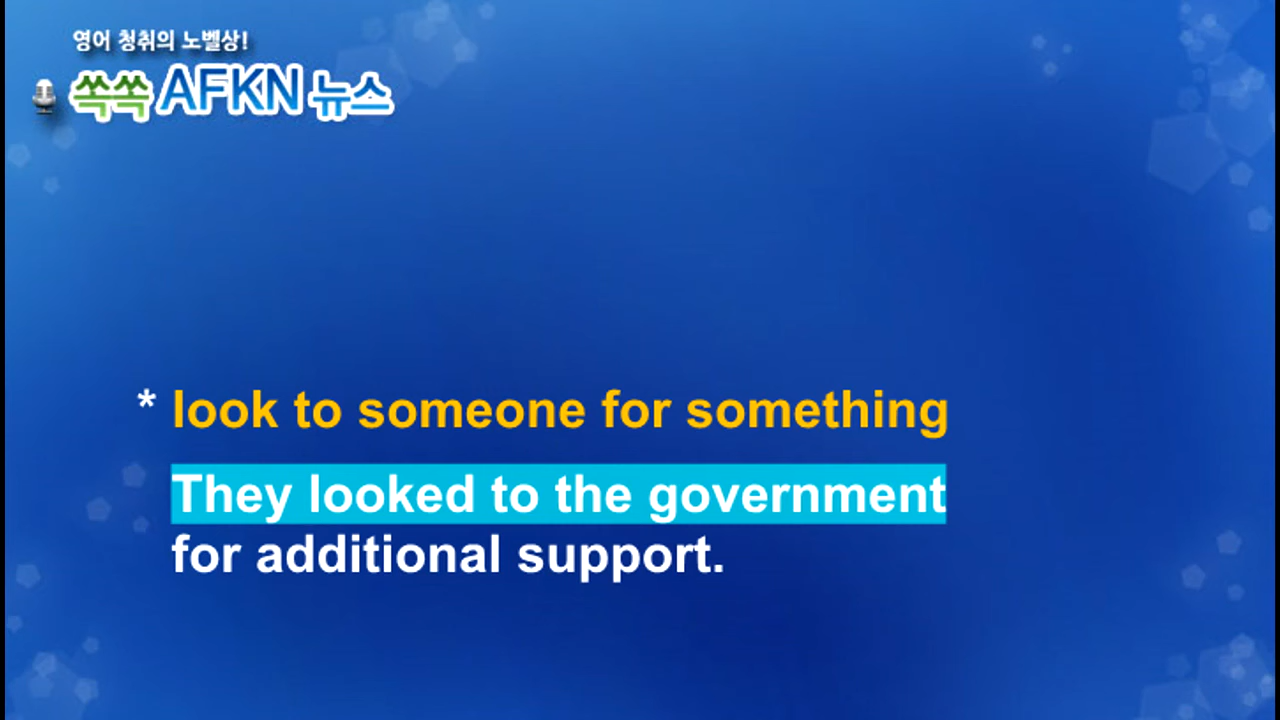 영어 청취의 노벨상!
쏙쏙 AFKN 뉴스
* look to someone for something
They looked to the government
for additional support.